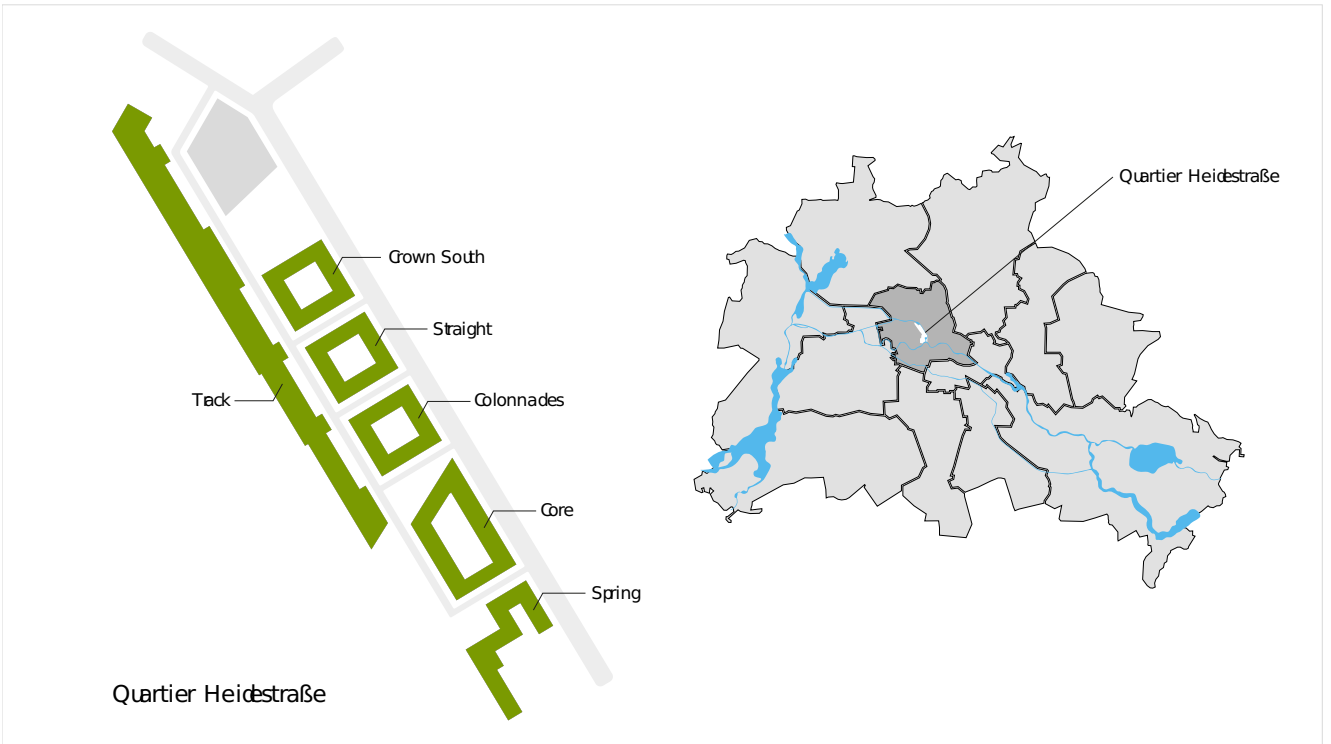 Quartier Heidestraße
Crown South
Straight
Track
Colonnades
Core
Spring
Quartier Heidestraße